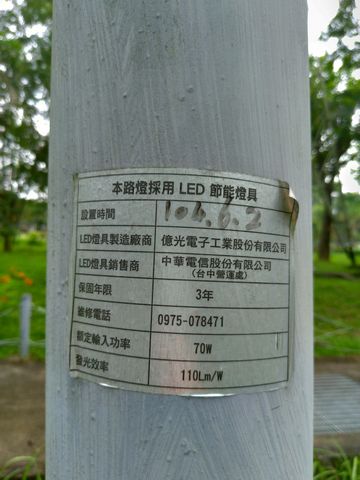 本路燈採用 LED 節能燈具
設置時間 104.6.2
LED燈具製造廠商 億光電子工業股份有限公司
LED燈具銷售商 中華電信股份有限公司
(台中營運處)
保固年限 3年
維修電話 0975-078471
額定輸入功率 70W
發光效率 110Lm/W